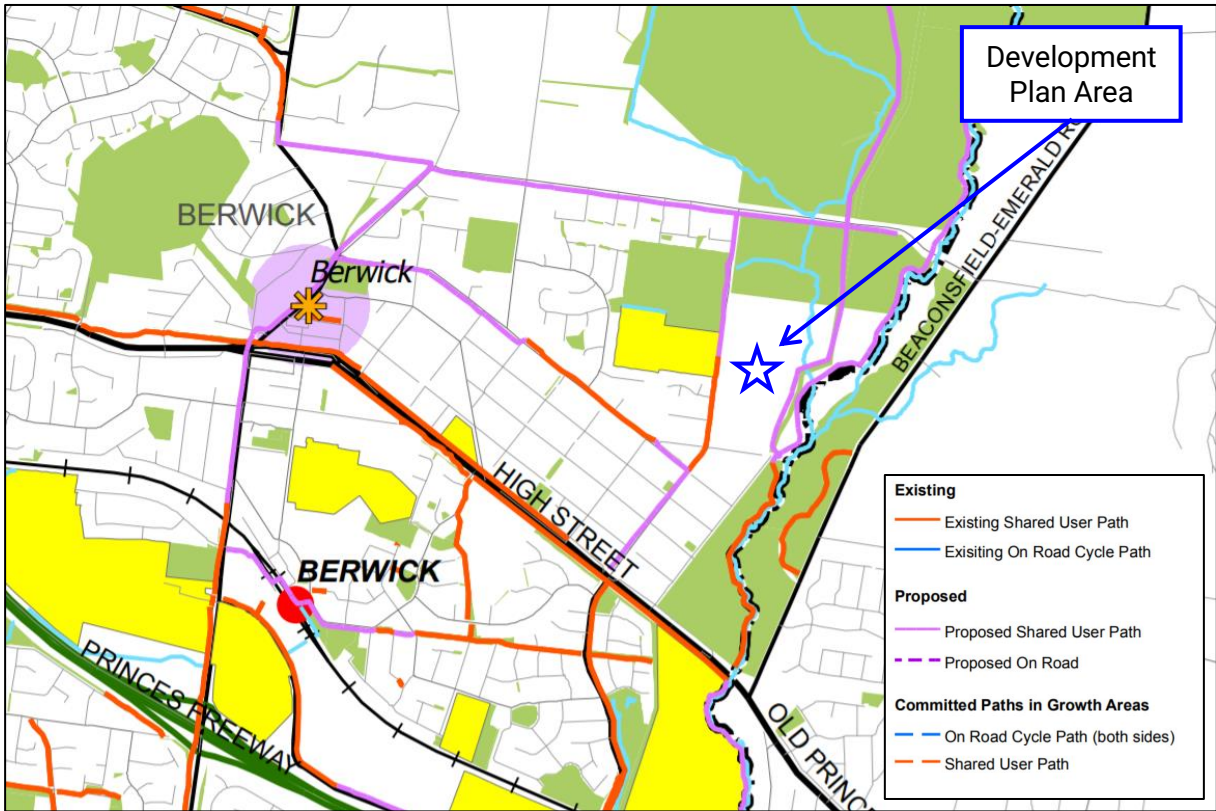 Development
Plan Area
BERWICK
Berwick
BEACONSFIELD-EMERALD RO
HIGH STREET
BERWICK
PRINCES FREEWAY
OLD PRINC
Existing
Existing Shared User Path
Exisiting On Road Cycle Path
Proposed
Proposed Shared User Path
Proposed On Road
Committed Paths in Growth Areas
On Road Cycle Path (both sides)
Shared User Path